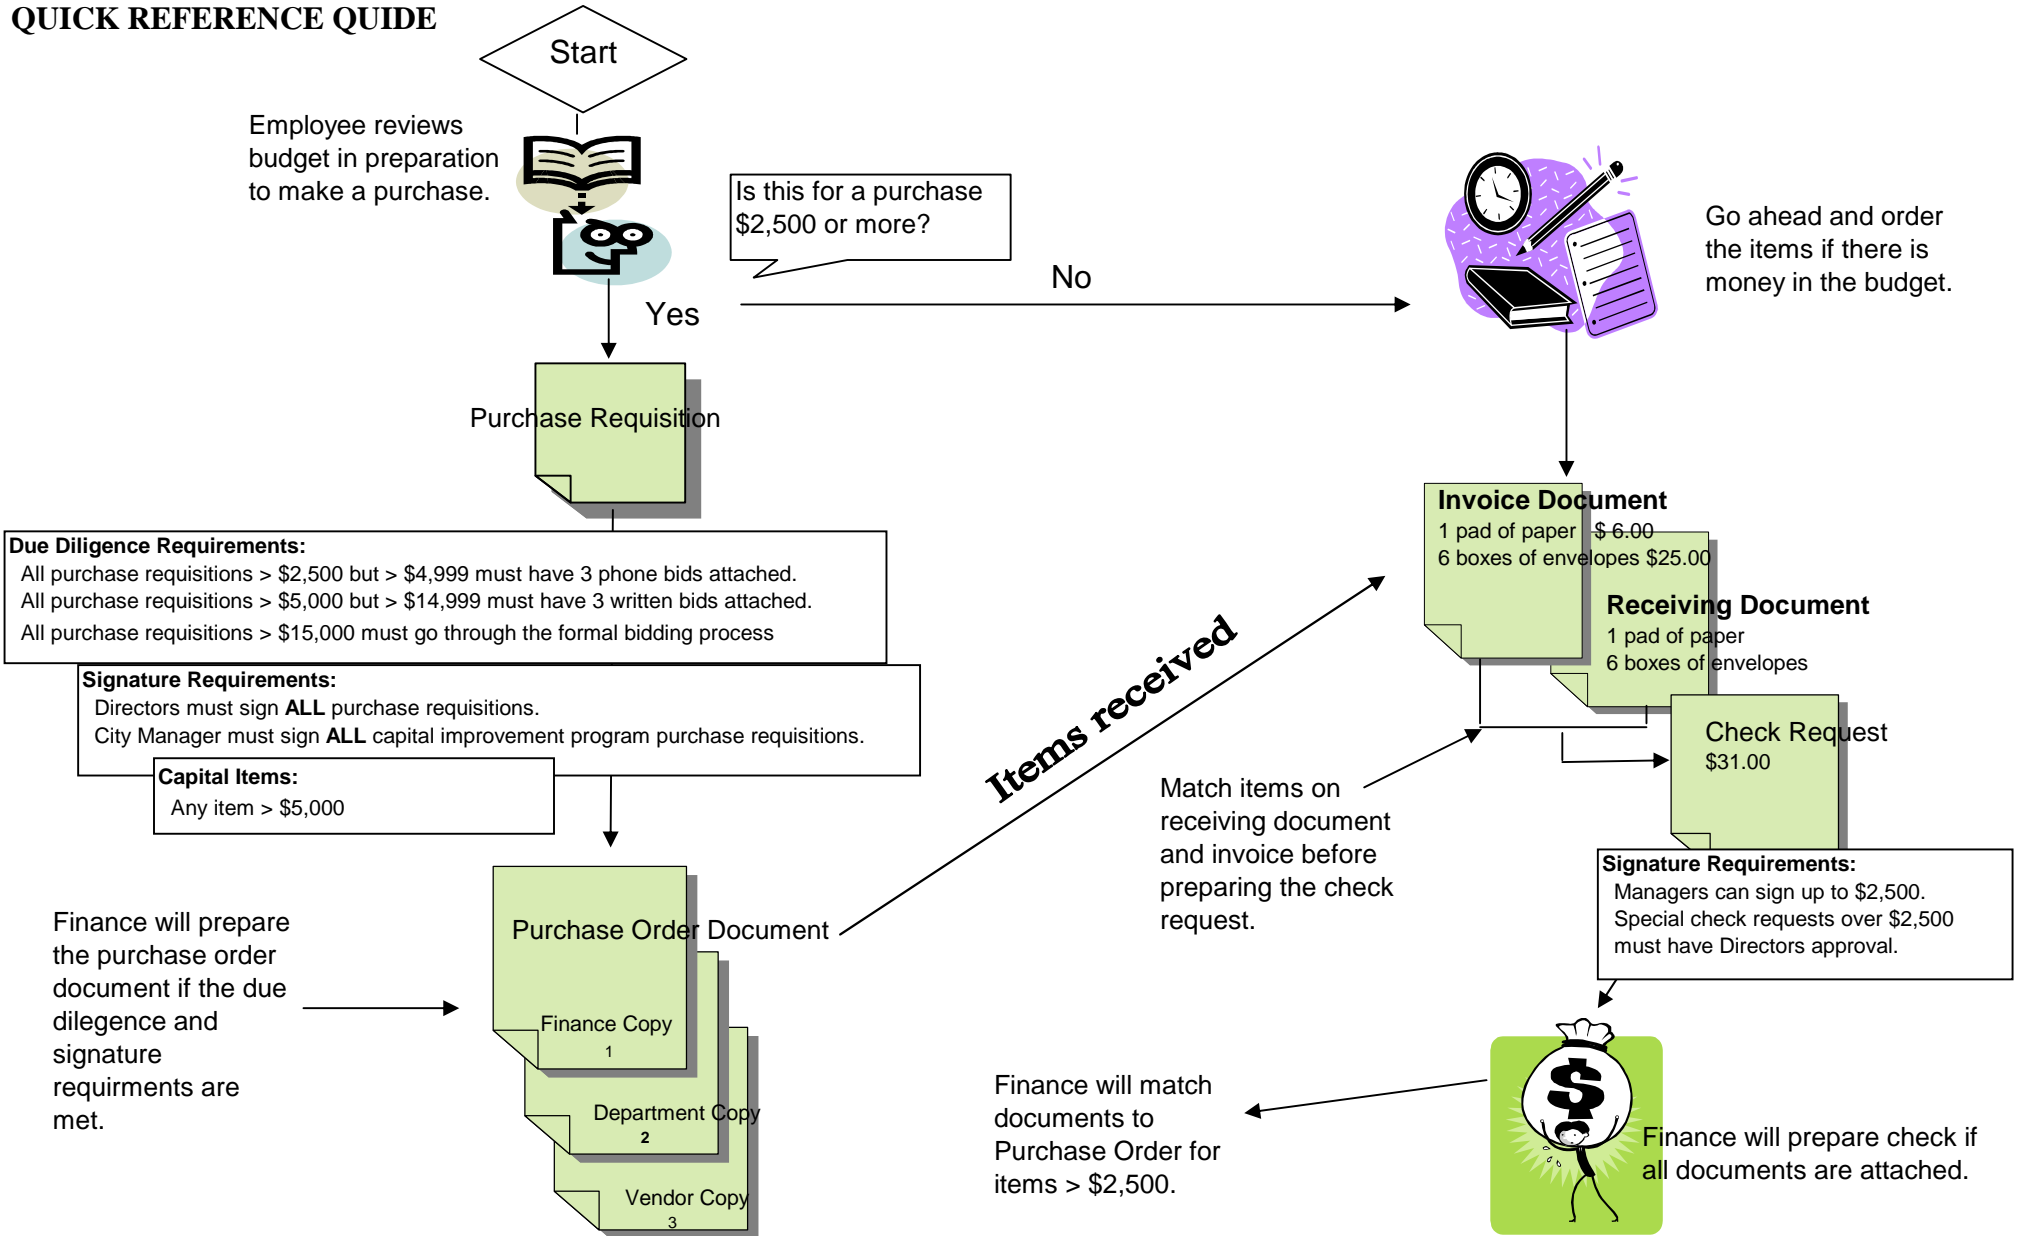 QUICK REFERENCE QUIDE
Start
Employee reviews
budget in preparation
to make a purchase.
Is this for a purchase
$2,500 or more?
No
Yes
Go ahead and order
the items if there is
money in the budget.
Purchase Requisition
Due Diligence Requirements:
All purchase requisitions > $2,500 but > $4,999 must have 3 phone bids attached.
All purchase requisitions > $5,000 but > $14,999 must have 3 written bids attached.
All purchase requisitions > $15,000 must go through the formal bidding process
Signature Requirements:
Directors must sign ALL purchase requisitions.
City Manager must sign ALL capital improvement program purchase requisitions.
Capital Items:
Any item > $5,000
Finance will prepare
the purchase order
document if the due
dilegence and
signature
requirments are
met.
Purchase Order Document
Finance Copy
1
Department Copy
2
Vendor Copy
3
Items received
Invoice Document
1 pad of paper $ 6.00
6 boxes of envelopes $25.00
Receiving Document
1 pad of paper
6 boxes of envelopes
Check Request
$31.00
Match items on
receiving document
and invoice before
preparing the check
request.
Signature Requirements:
Managers can sign up to $2,500.
Special check requests over $2,500
must have Directors approval.
$
Finance will prepare check if
all documents are attached.
Finance will match
documents to
Purchase Order for
items > $2,500.